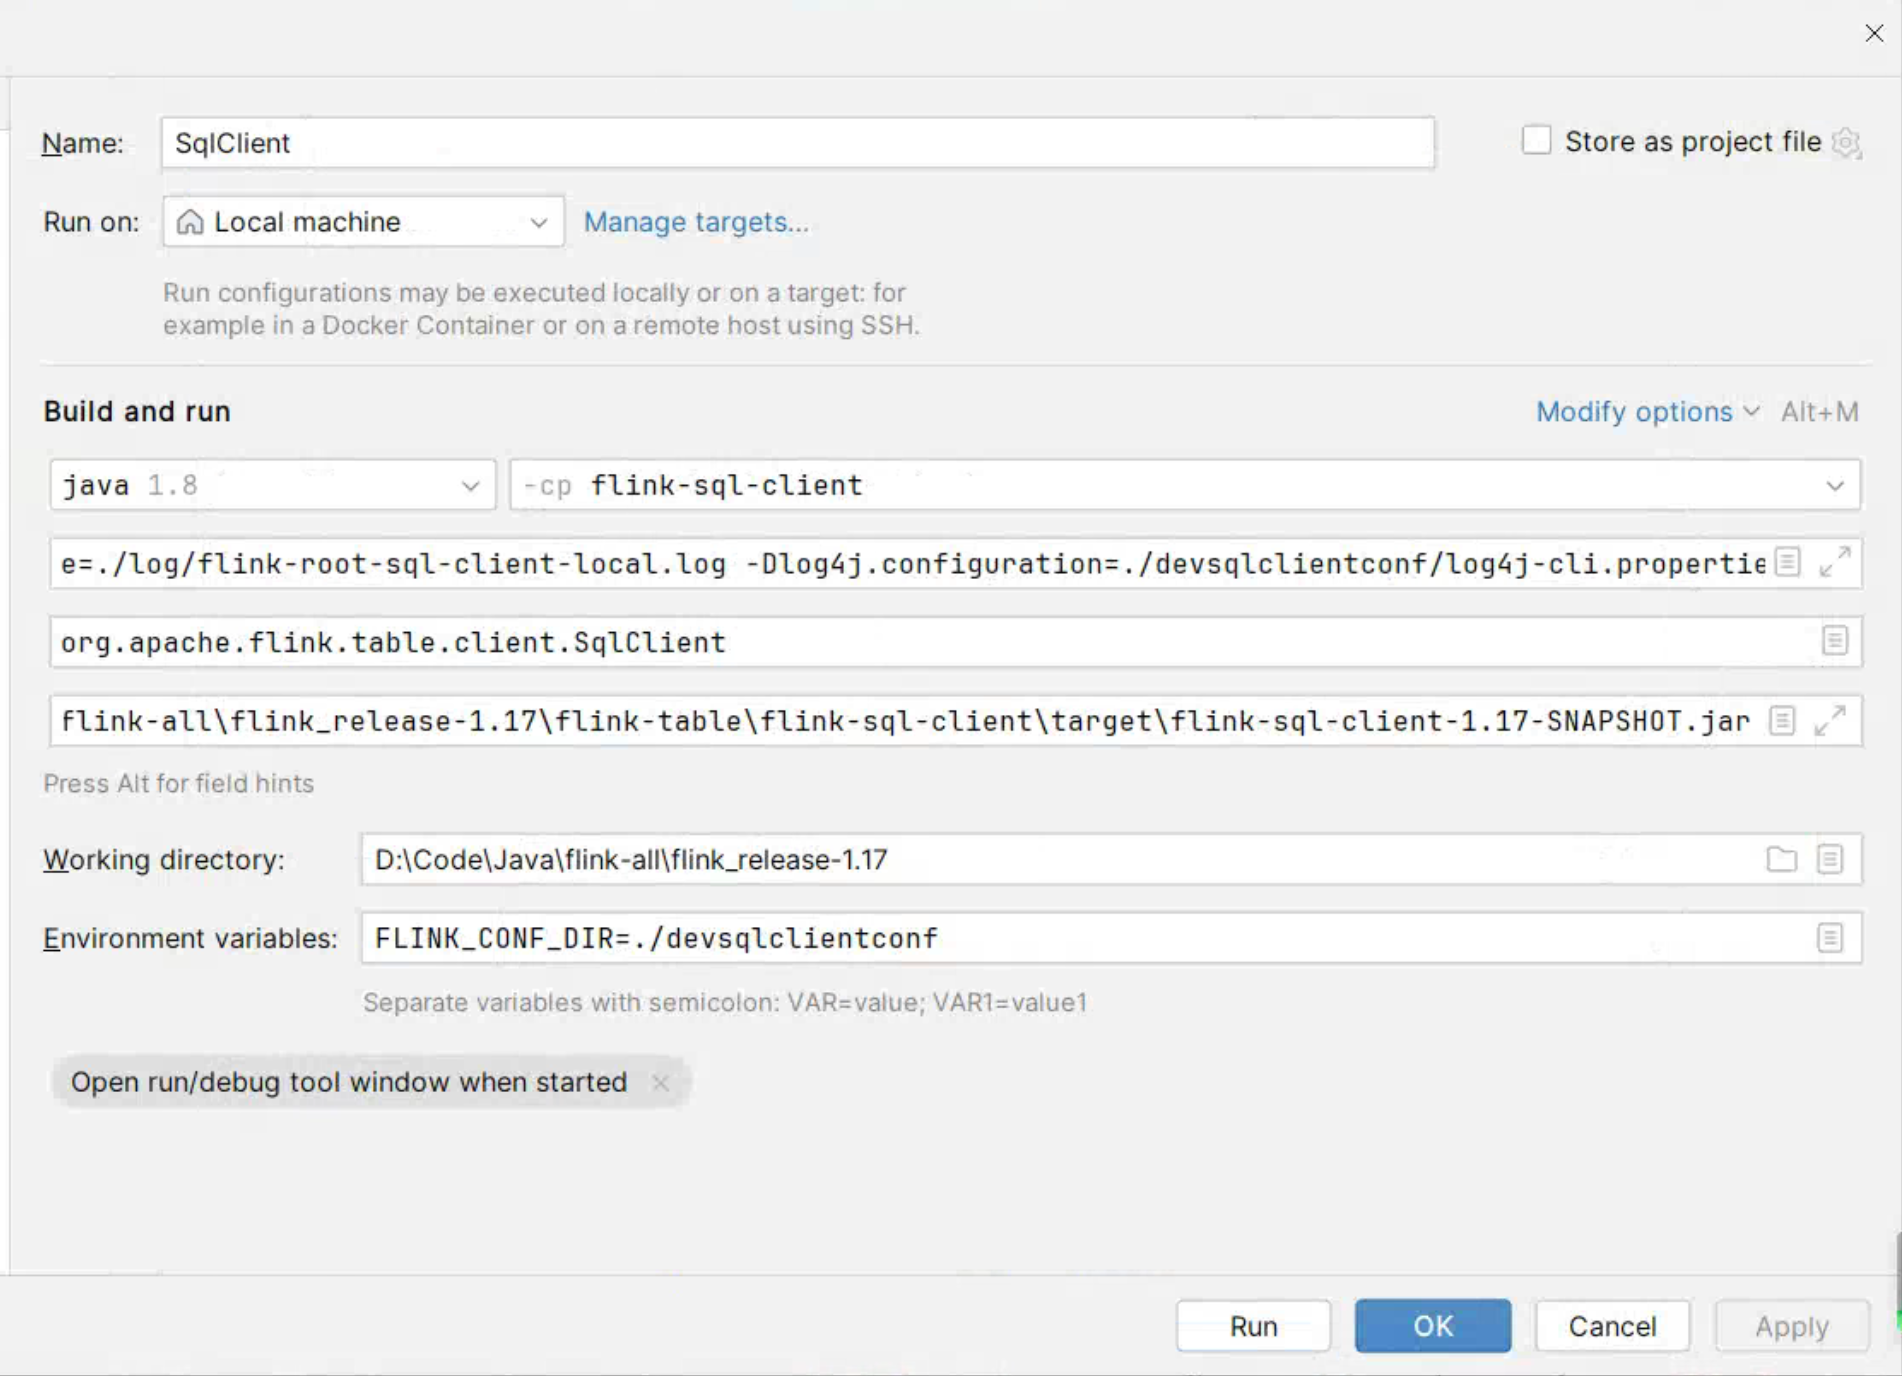 Name: SqlClient Store as project file
Run on: Local machine Manage targets...
Run configurations may be executed locally or on a target: for
example in a Docker Container or on a remote host using SSH.
Build and run Modify options Alt+M
java 1.8 -cp flink-sql-client
e=./log/flink-root-sql-client-local.log -Dlog4j.configuration=./devsqlclientconf/log4j-cli.propertie
org.apache.flink.table.client.SqlClient
flink-all\flink_release-1.17\flink-table\flink-sql-client\target\flink-sql-client-1.17-SNAPSHOT.jar
Press Alt for field hints
Working directory: D:\Code\Java\flink-all\flink_release-1.17
Environment variables: FLINK_CONF_DIR=./devsqlclientconf
Separate variables with semicolon: VAR=value; VAR1=value1
Open run/debug tool window when started
Run OK Cancel Apply